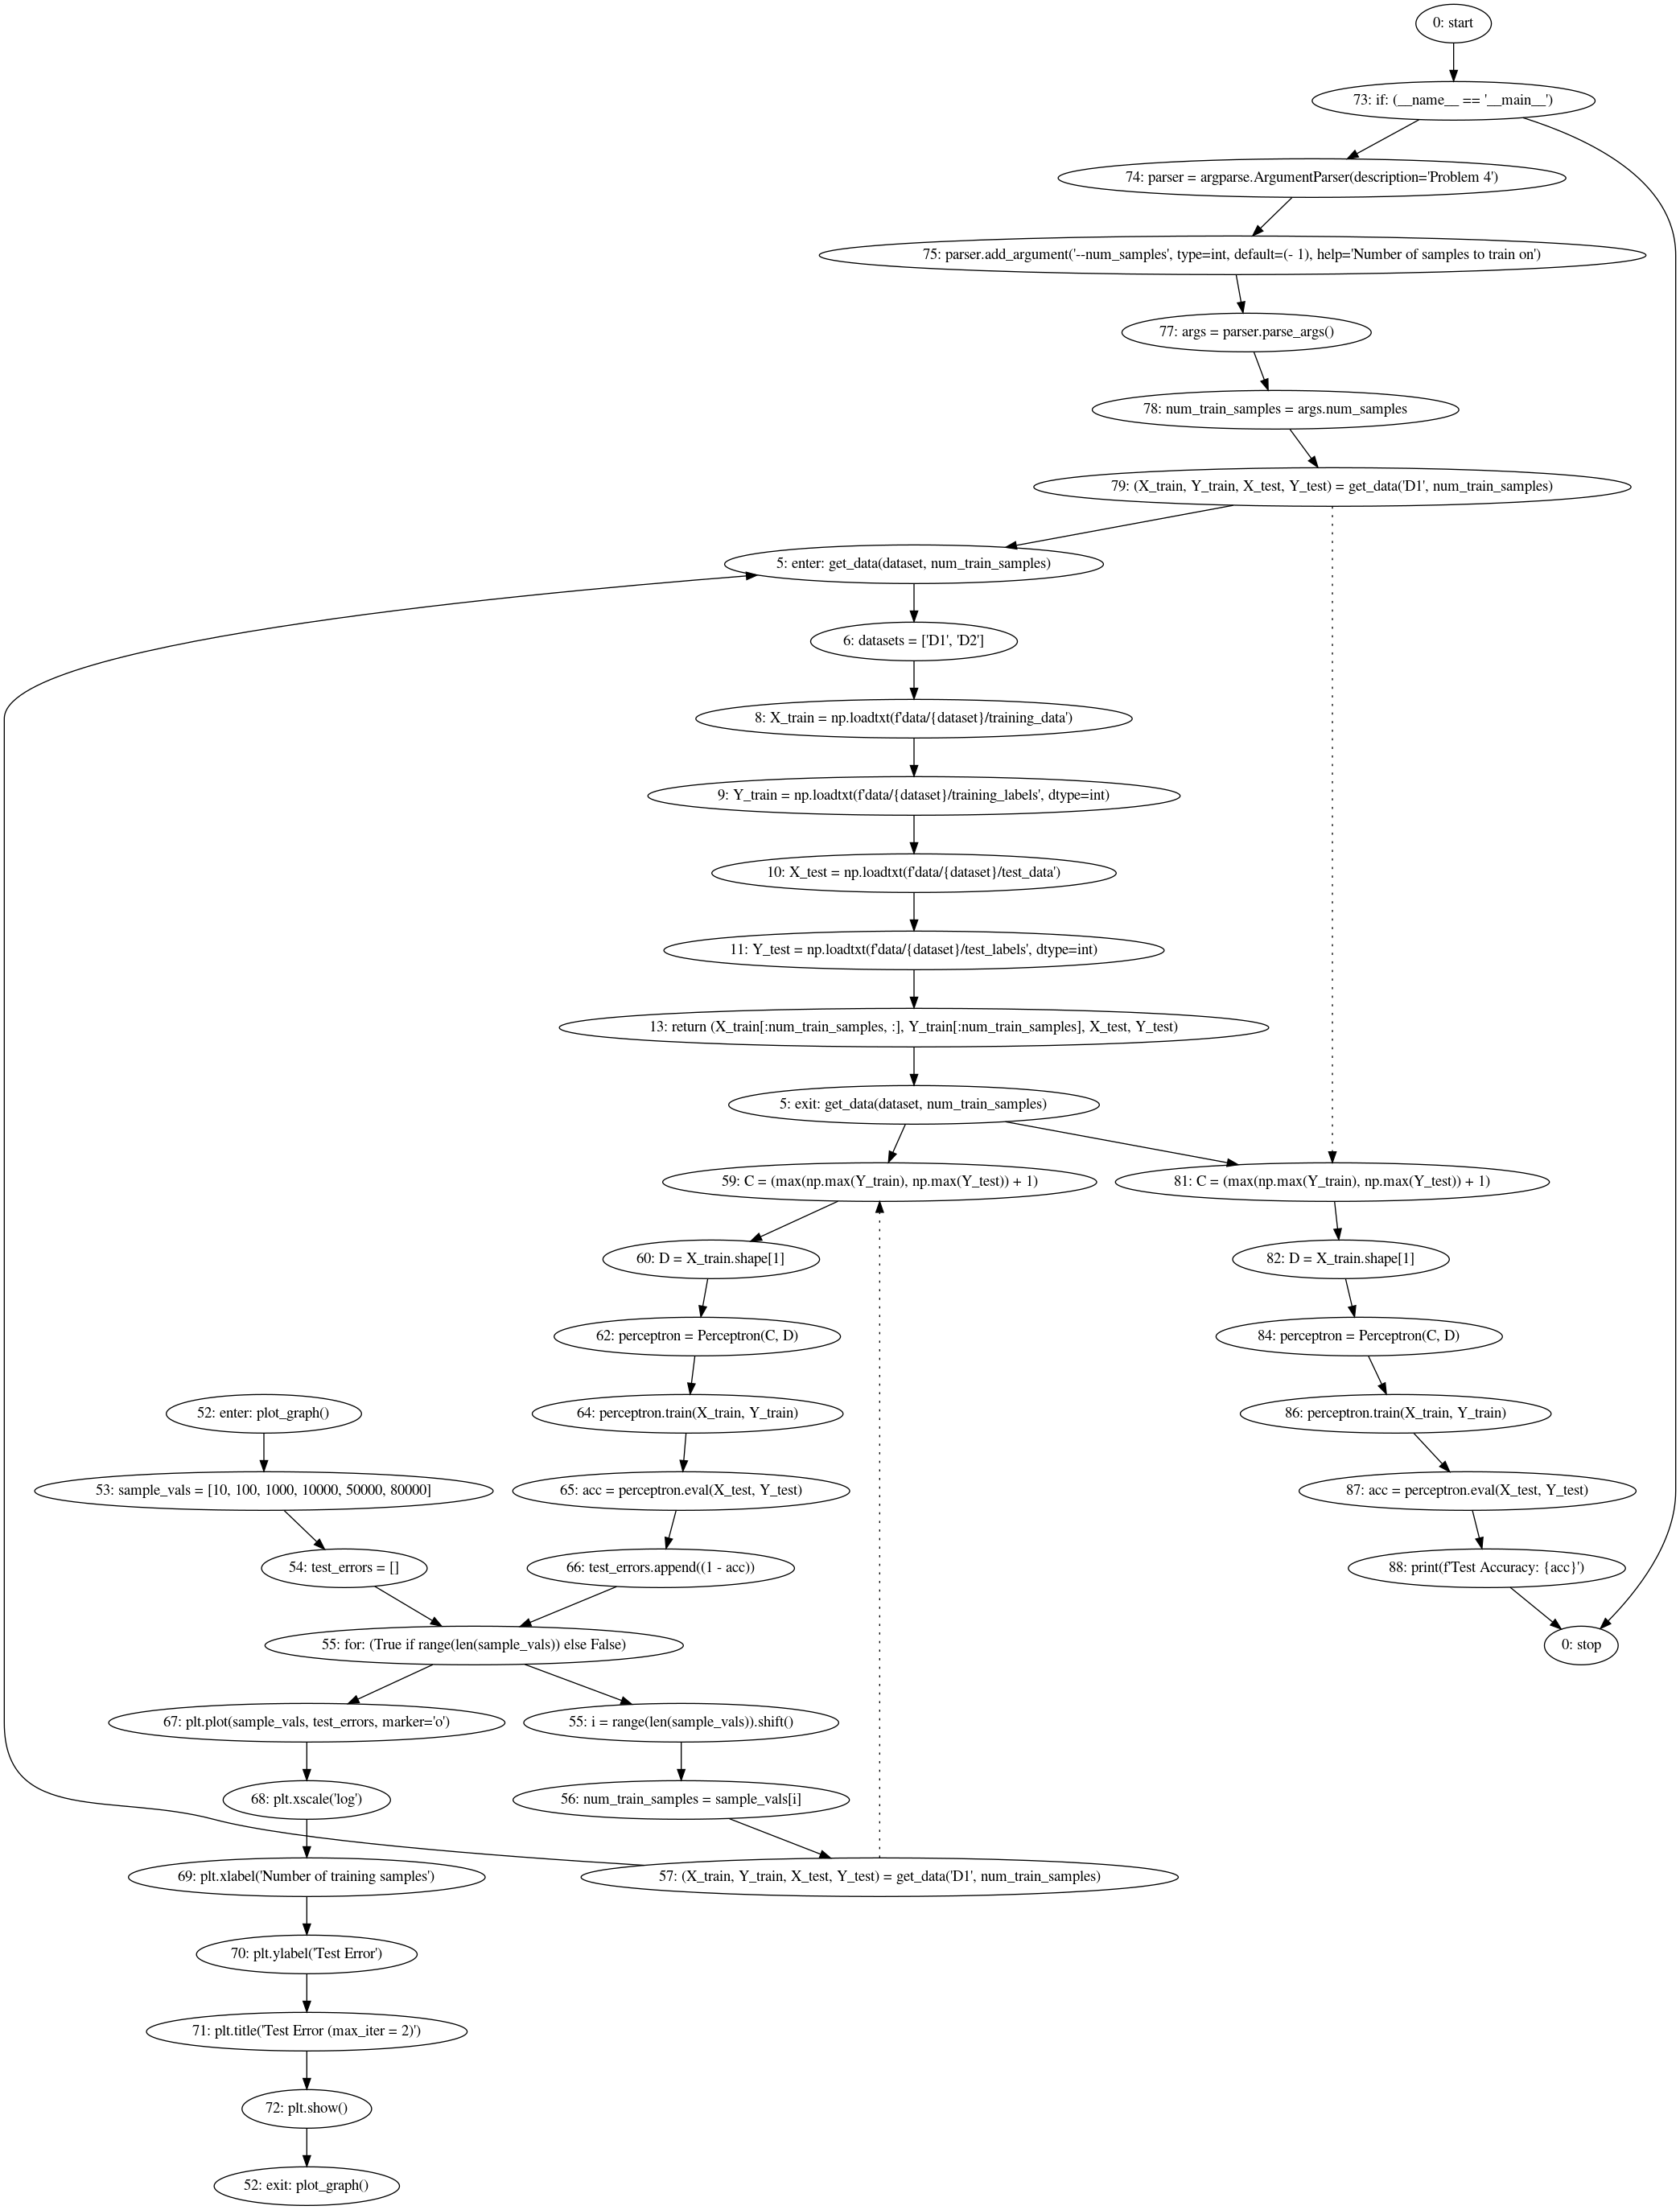 0: start
73: if: (__name__ == '__main__')
74: parser = argparse.ArgumentParser(description='Problem 4')
75: parser.add_argument('--num_samples', type=int, default=(- 1), help='Number of samples to train on')
77: args = parser.parse_args()
78: num_train_samples = args.num_samples
79: (X_train, Y_train, X_test, Y_test) = get_data('D1', num_train_samples)
5: enter: get_data(dataset, num_train_samples)
6: datasets = ['D1', 'D2']
8: X_train = np.loadtxt(f'data/{dataset}/training_data')
9: Y_train = np.loadtxt(f'data/{dataset}/training_labels', dtype=int)
10: X_test = np.loadtxt(f'data/{dataset}/test_data')
11: Y_test = np.loadtxt(f'data/{dataset}/test_labels', dtype=int)
13: return (X_train[:num_train_samples, :], Y_train[:num_train_samples], X_test, Y_test)
5: exit: get_data(dataset, num_train_samples)
59: C = (max(np.max(Y_train), np.max(Y_test)) + 1)
81: C = (max(np.max(Y_train), np.max(Y_test)) + 1)
60: D = X_train.shape[1]
82: D = X_train.shape[1]
62: perceptron = Perceptron(C, D)
84: perceptron = Perceptron(C, D)
52: enter: plot_graph()
64: perceptron.train(X_train, Y_train)
86: perceptron.train(X_train, Y_train)
53: sample_vals = [10, 100, 1000, 10000, 50000, 80000]
65: acc = perceptron.eval(X_test, Y_test)
87: acc = perceptron.eval(X_test, Y_test)
54: test_errors = []
66: test_errors.append((1 - acc))
88: print(f'Test Accuracy: {acc}')
55: for: (True if range(len(sample_vals)) else False)
0: stop
67: plt.plot(sample_vals, test_errors, marker='o')
55: i = range(len(sample_vals)).shift()
68: plt.xscale('log')
56: num_train_samples = sample_vals[i]
69: plt.xlabel('Number of training samples')
57: (X_train, Y_train, X_test, Y_test) = get_data('D1', num_train_samples)
70: plt.ylabel('Test Error')
71: plt.title('Test Error (max_iter = 2)')
72: plt.show()
52: exit: plot_graph()